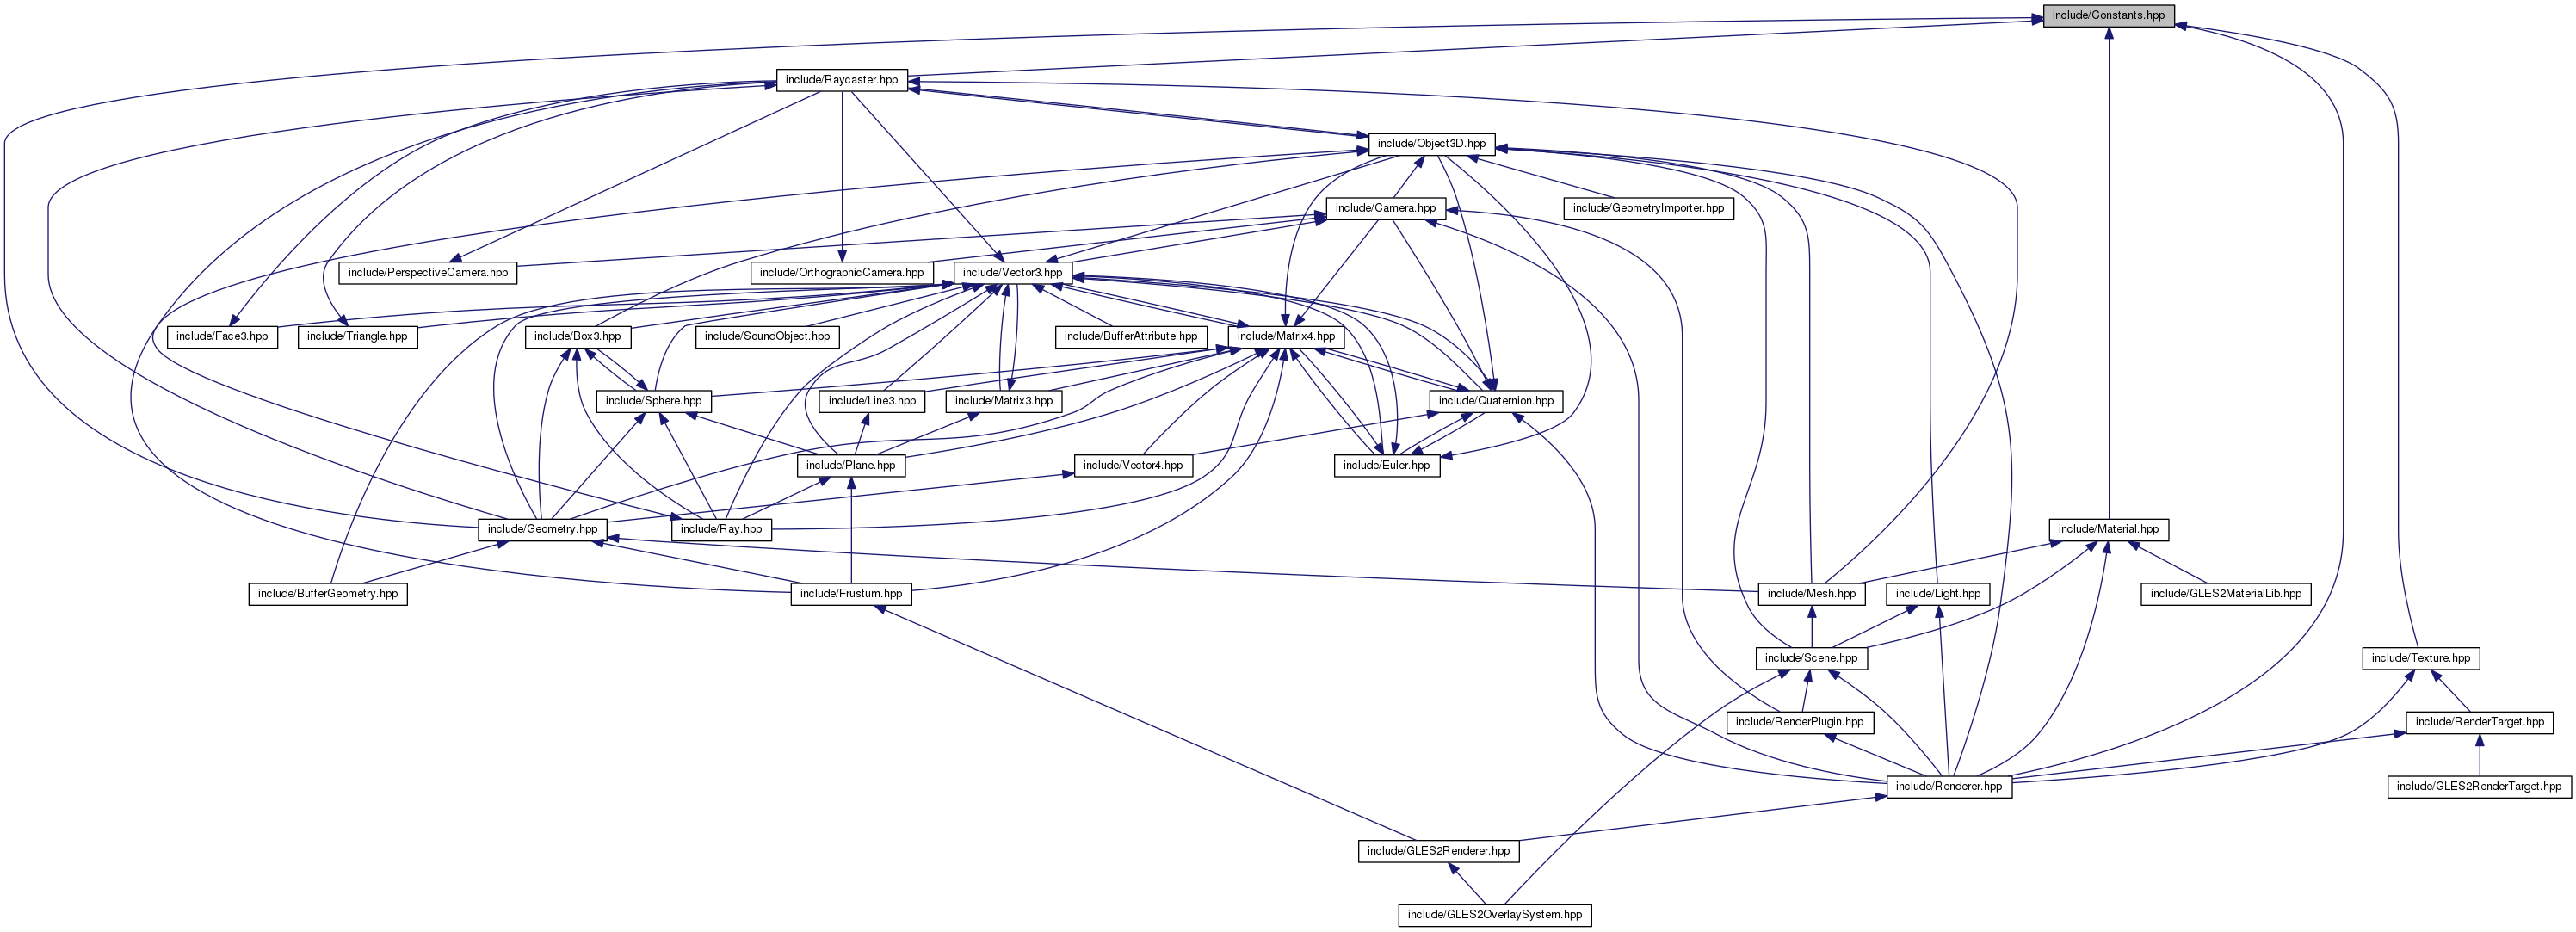 include/Constants.hpp
include/Raycaster.hpp
include/Object3D.hpp
include/Camera.hpp
include/GeometryImporter.hpp
include/PerspectiveCamera.hpp
include/OrthographicCamera.hpp
include/Vector3.hpp
include/Face3.hpp
include/Triangle.hpp
include/Box3.hpp
include/SoundObject.hpp
include/BufferAttribute.hpp
include/Matrix4.hpp
include/Sphere.hpp
include/Line3.hpp
include/Matrix3.hpp
include/Quaternion.hpp
include/Plane.hpp
include/Vector4.hpp
include/Euler.hpp
include/Geometry.hpp
include/Ray.hpp
include/Material.hpp
include/BufferGeometry.hpp
include/Frustum.hpp
include/Mesh.hpp
include/Light.hpp
include/GLES2MaterialLib.hpp
include/Scene.hpp
include/Texture.hpp
include/RenderPlugin.hpp
include/RenderTarget.hpp
include/Renderer.hpp
include/GLES2RenderTarget.hpp
include/GLES2Renderer.hpp
include/GLES2OverlaySystem.hpp